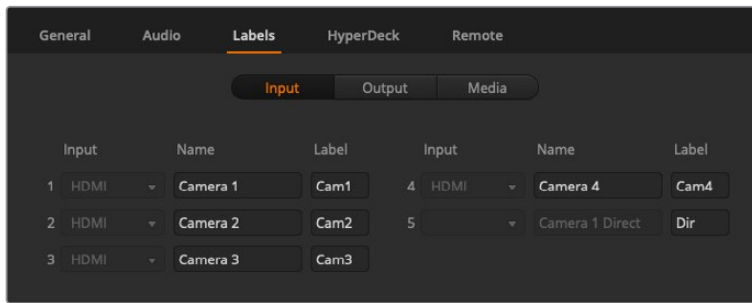 General Audio Labels HyperDeck Remote
Input Output Media
Input Name Label Input Name Label
1 HDMI Camera 1 Cam1 4 HDMI Camera 4 Cam4
2 HDMI Camera 2 Cam2 5 Camera 1 Direct Dir
3 HDMI Camera 3 Cam3